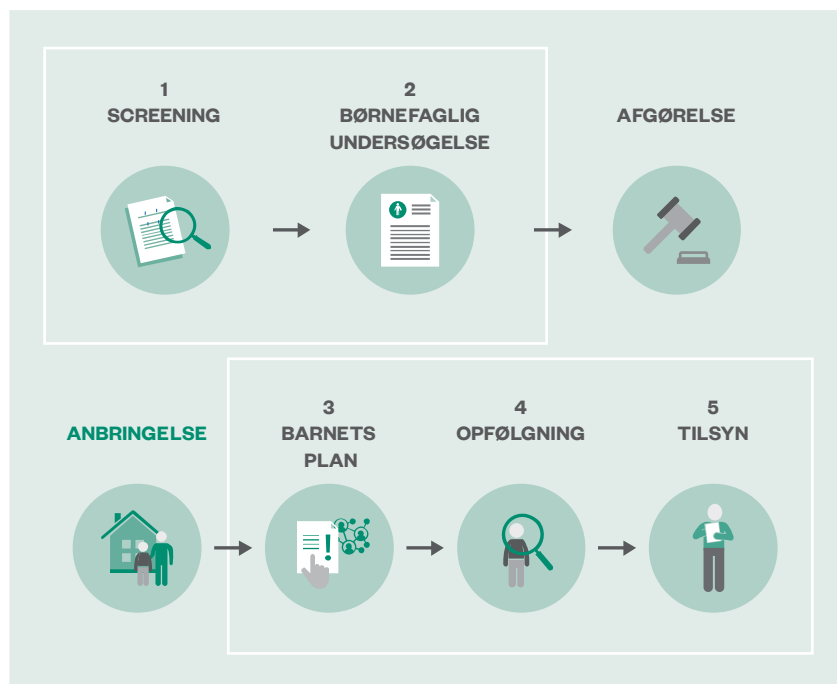 1
SCREENING
2
BØRNEFAGLIG
UNDERSØGELSE
AFGØRELSE
ANBRINGELSE
3
BARNETS
PLAN
4
OPFØLGNING
5
TILSYN